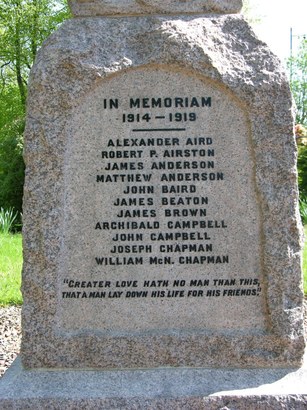 IN MEMORIAM
1914 — 1919
ALEXANDER AIRD
ROBERT P. AIRSTON
JAMES ANDERSON
MATTHEW ANDERSON
JOHN BAIRD
JAMES BEATON
JAMES BROWN
ARCHIBALD CAMPBELL
JOHN CAMPBELL
JOSEPH CHAPMAN
WILLIAM McN. CHAPMAN
"GREATER LOVE HATH NO MAN THAN THIS,
THAT A MAN LAY DOWN HIS LIFE FOR HIS FRIENDS."